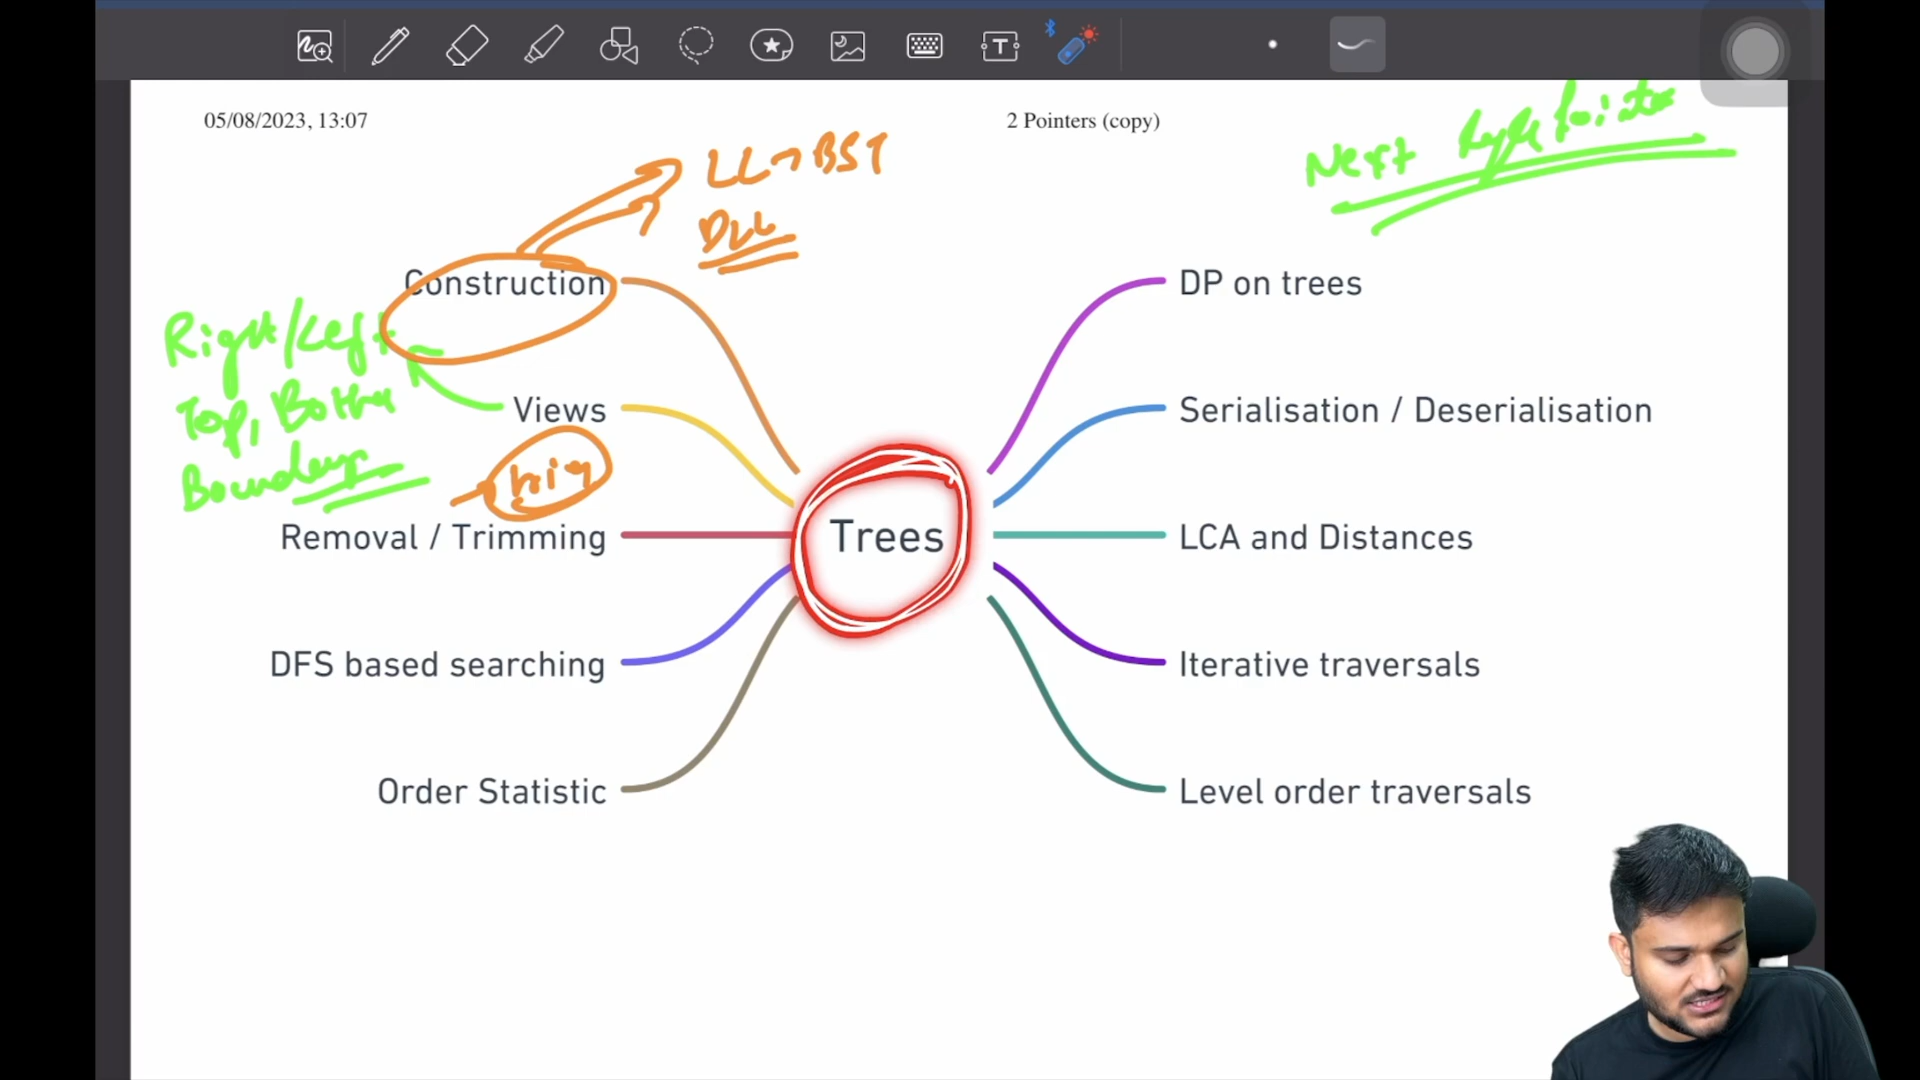 05/08/2023, 13:07
2 Pointers (copy)
Next
LL → BST
DLL
Construction
Right/Left
Top, Bottom
Boundary
Views
Removal / Trimming
DFS based searching
Order Statistic
Trees
DP on trees
Serialisation / Deserialisation
LCA and Distances
Iterative traversals
Level order traversals